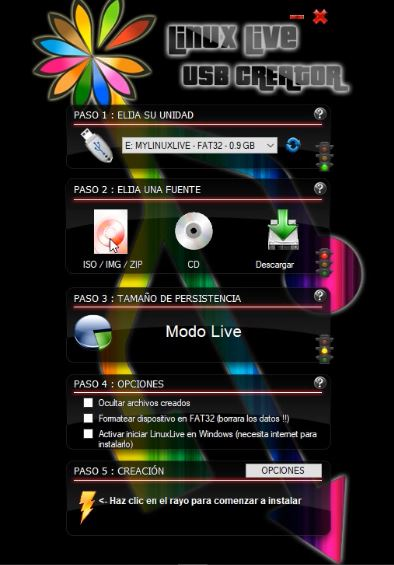 Linux Live
USB CREATOR
PASO 1 : ELIJA SU UNIDAD
?
E: MYLINUXLIVE - FAT32 - 0.9 GB
PASO 2 : ELIJA UNA FUENTE
?
ISO / IMG / ZIP
CD
Descargar
PASO 3 : TAMAÑO DE PERSISTENCIA
?
Modo Live
PASO 4 : OPCIONES
?
Ocultar archivos creados
Formatear dispositivo en FAT32 (borrara los datos !!)
Activar iniciar LinuxLive en Windows (necesita internet para
instalarlo)
PASO 5 : CREACIÓN
OPCIONES
<- Haz clic en el rayo para comenzar a instalar